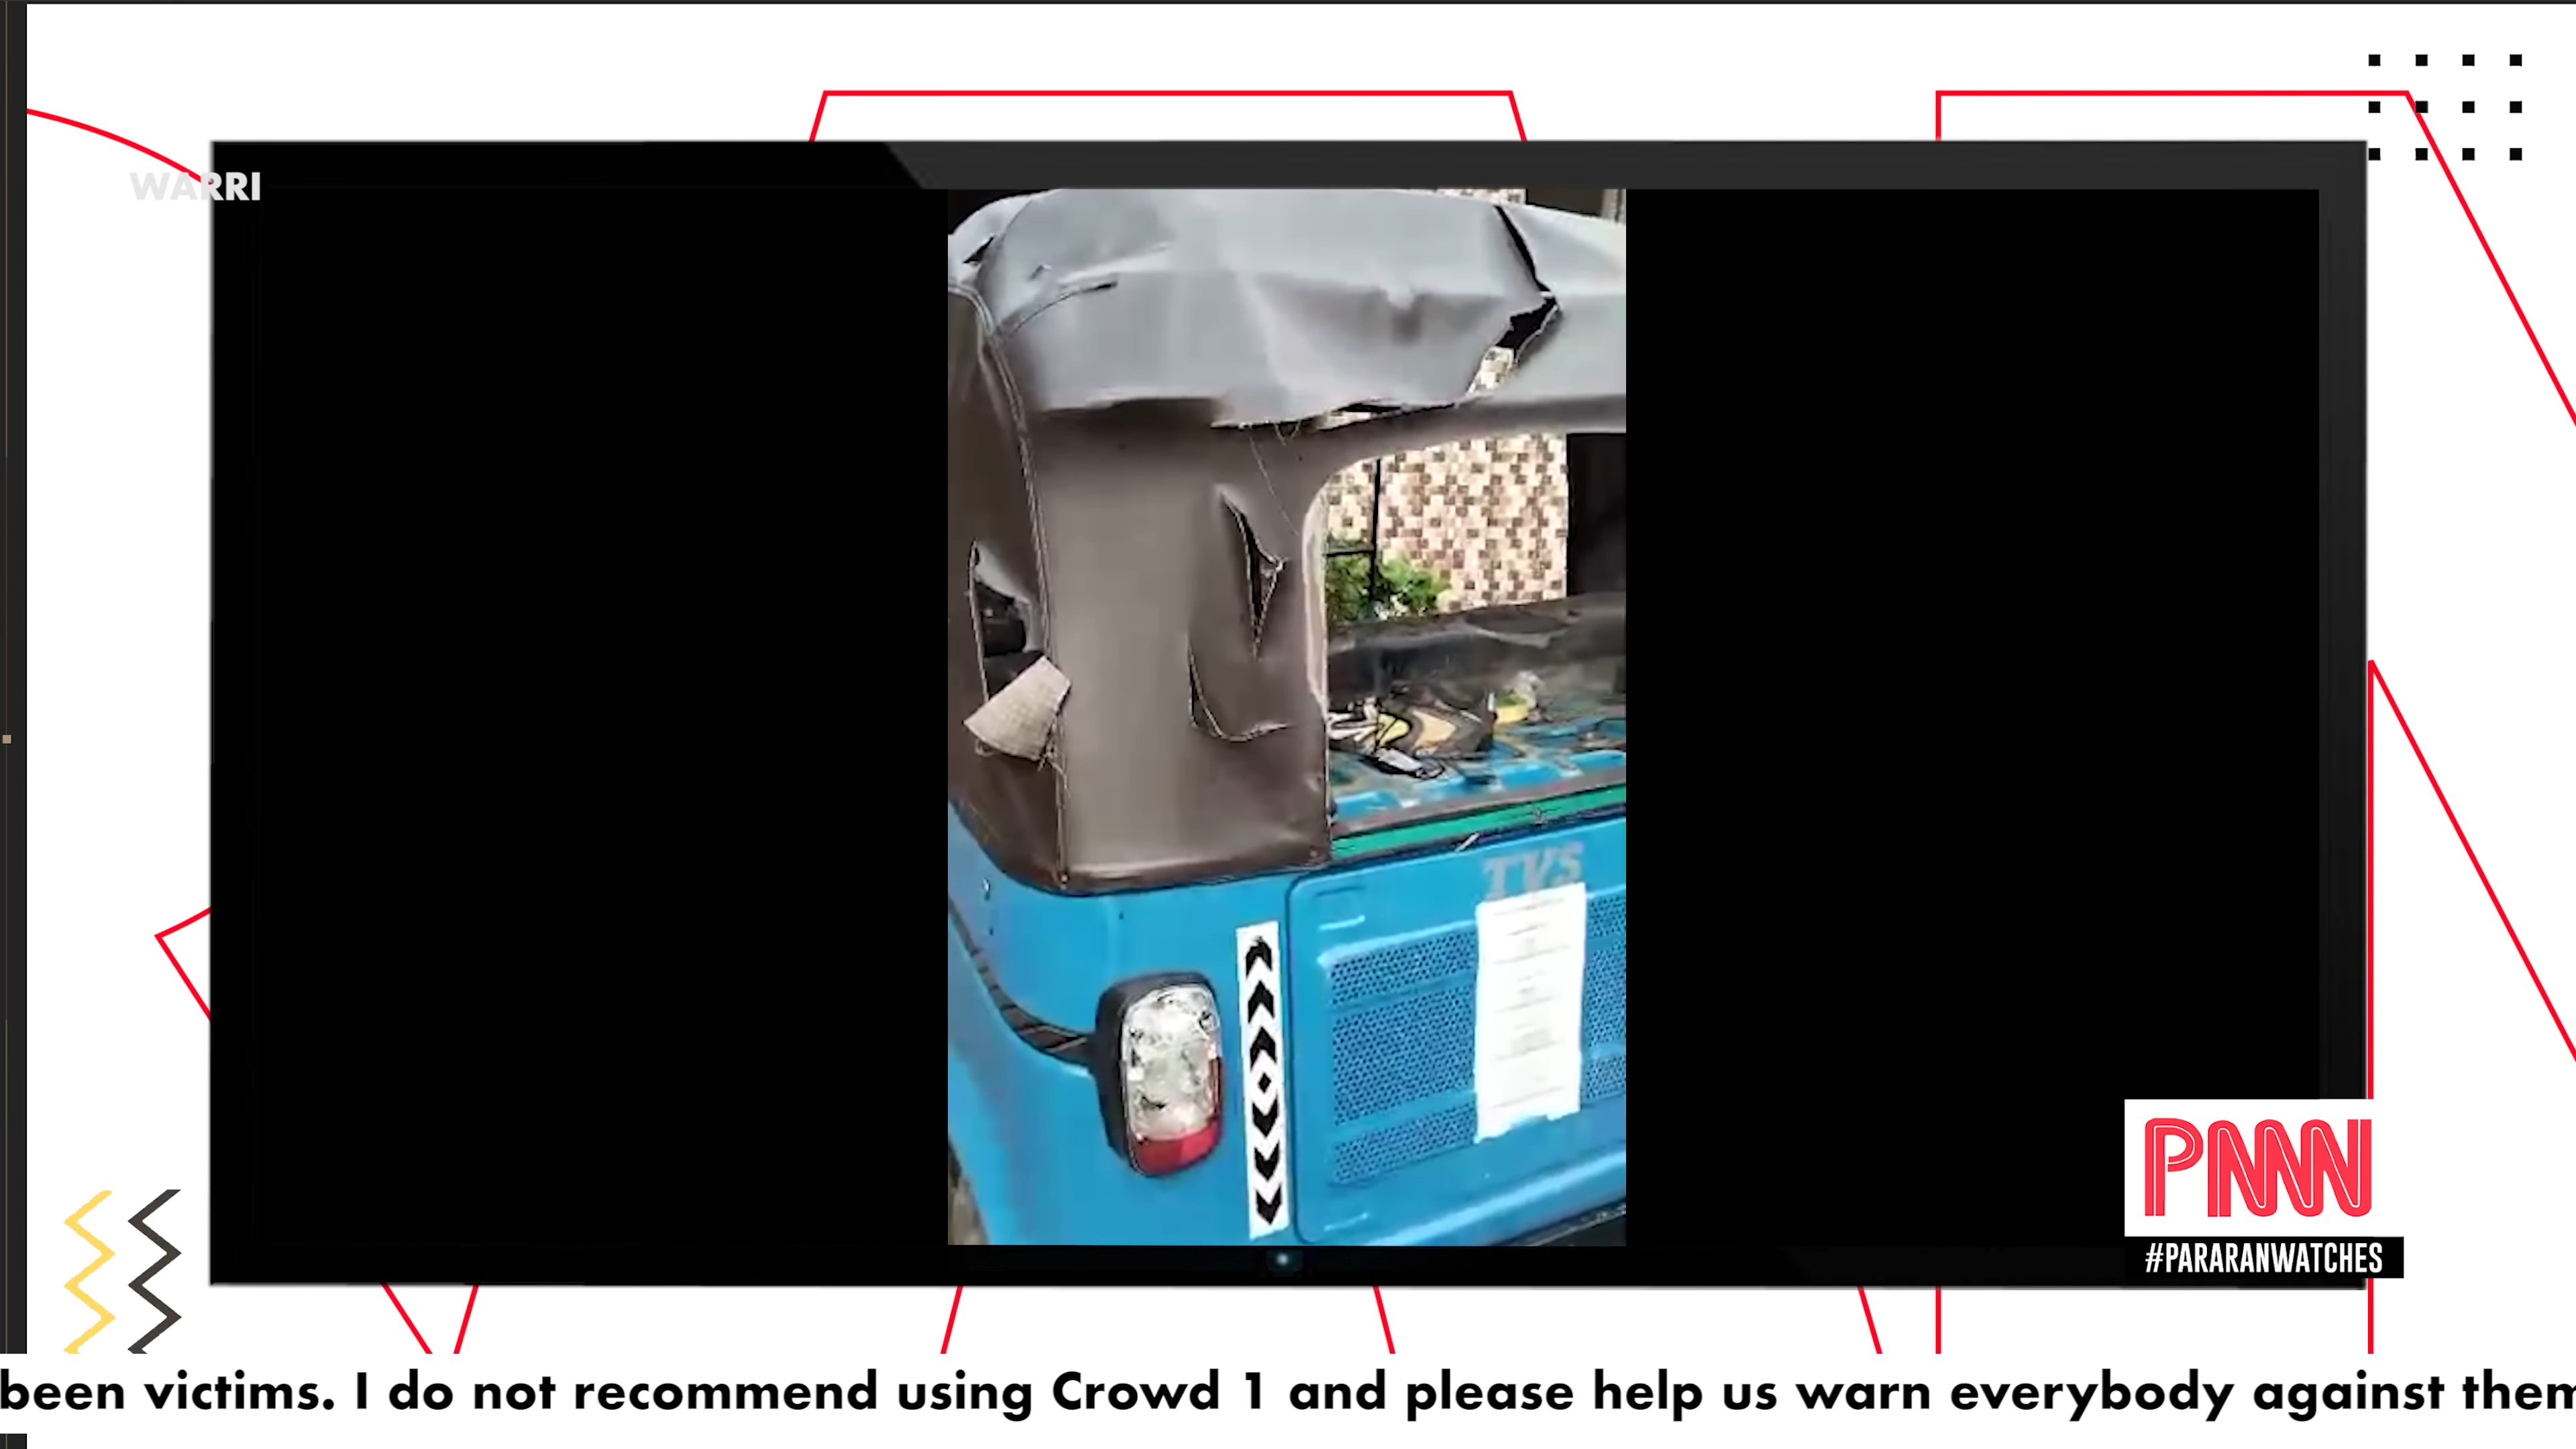 WARRI
TVS
PNNN
#PARARANWATCHES
been victims. I do not recommend using Crowd 1 and please help us warn everybody against them